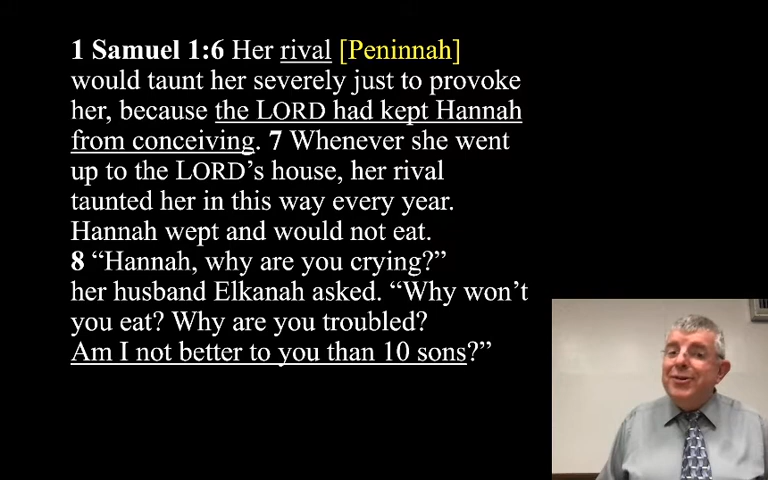 1 Samuel 1:6 Her rival [Peninnah]
would taunt her severely just to provoke
her, because the LORD had kept Hannah
from conceiving. 7 Whenever she went
up to the LORD’s house, her rival
taunted her in this way every year.
Hannah wept and would not eat.
8 “Hannah, why are you crying?”
her husband Elkanah asked. “Why won’t
you eat? Why are you troubled?
Am I not better to you than 10 sons?”